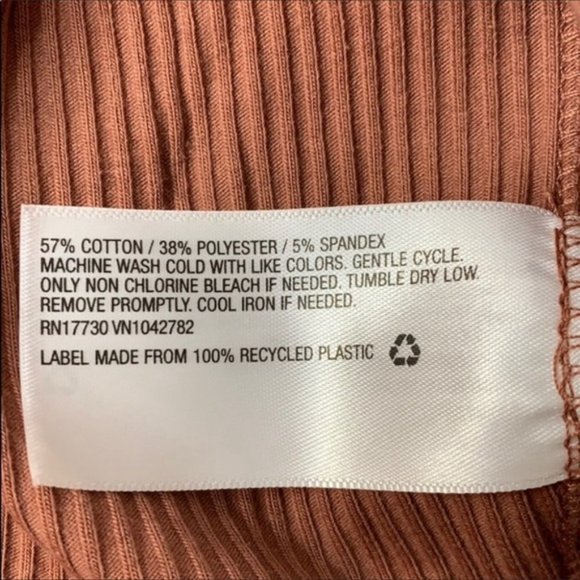 57% COTTON / 38% POLYESTER / 5% SPANDEX
MACHINE WASH COLD WITH LIKE COLORS. GENTLE CYCLE.
ONLY NON CHLORINE BLEACH IF NEEDED. TUMBLE DRY LOW.
REMOVE PROMPTLY. COOL IRON IF NEEDED.
RN17730 VN1042782
LABEL MADE FROM 100% RECYCLED PLASTIC